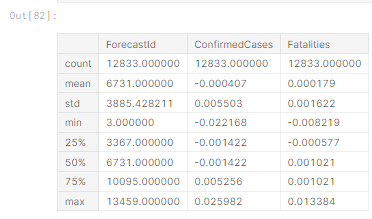 Out[82]:
ForecastId ConfirmedCases Fatalities
count 12833.000000 12833.000000 12833.000000
mean 6731.000000 -0.000407 0.000179
std 3885.428211 0.005503 0.001622
min 3.000000 -0.022168 -0.008219
25% 3367.000000 -0.001422 -0.000577
50% 6731.000000 -0.001422 0.001021
75% 10095.000000 0.005256 0.001021
max 13459.000000 0.025982 0.013384